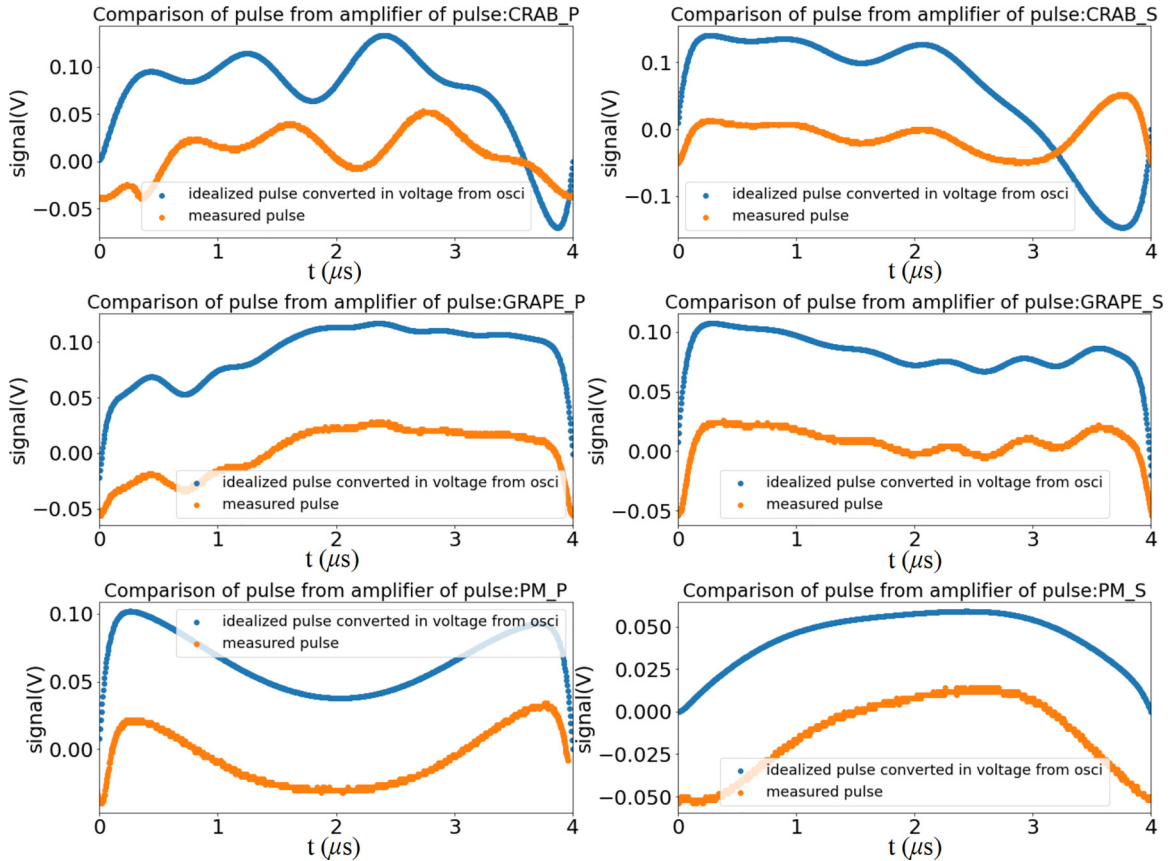 Comparison of pulse from amplifier of pulse:CRAB_P
signal(V)
0.10
0.05
0.00
−0.05
idealized pulse converted in voltage from osci
measured pulse
0
1
2
3
4
t (μs)
Comparison of pulse from amplifier of pulse:CRAB_S
signal(V)
0.1
0.0
−0.1
idealized pulse converted in voltage from osci
measured pulse
0
1
2
3
4
t (μs)
Comparison of pulse from amplifier of pulse:GRAPE_P
signal(V)
0.10
0.05
0.00
−0.05
idealized pulse converted in voltage from osci
measured pulse
0
1
2
3
4
t (μs)
Comparison of pulse from amplifier of pulse:GRAPE_S
signal(V)
0.10
0.05
0.00
−0.05
idealized pulse converted in voltage from osci
measured pulse
0
1
2
3
4
t (μs)
Comparison of pulse from amplifier of pulse:PM_P
signal(V)
0.10
0.05
0.00
idealized pulse converted in voltage from osci
measured pulse
0
1
2
3
4
t (μs)
Comparison of pulse from amplifier of pulse:PM_S
signal(V)
0.050
0.025
0.000
−0.025
−0.050
idealized pulse converted in voltage from osci
measured pulse
0
1
2
3
4
t (μs)